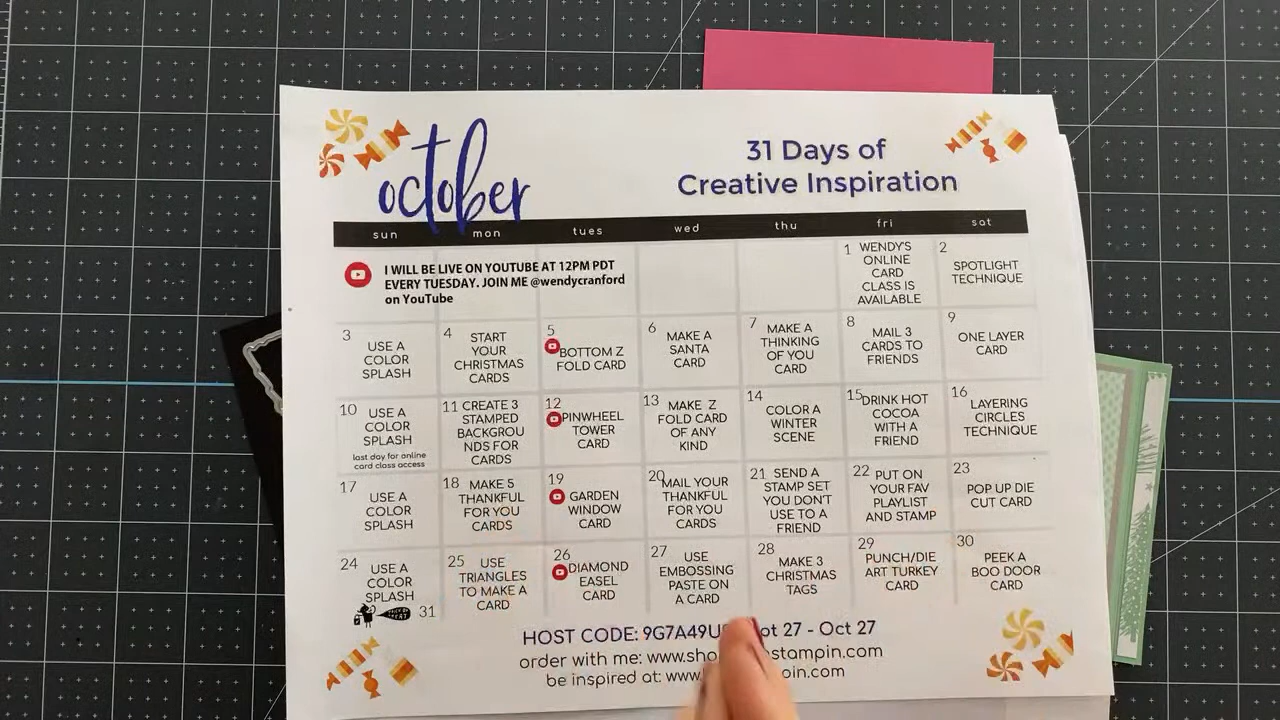 october
31 Days of
Creative Inspiration
sun mon tues wed thu fri sat
I WILL BE LIVE ON YOUTUBE AT 12PM PDT
EVERY TUESDAY. JOIN ME @wendycranford
on YouTube
1 WENDY'S
ONLINE
CARD
CLASS IS
AVAILABLE
2
SPOTLIGHT
TECHNIQUE
3
USE A
COLOR
SPLASH
4 START
YOUR
CHRISTMAS
CARDS
5
BOTTOM Z
FOLD CARD
6
MAKE A
SANTA
CARD
7 MAKE A
THINKING
OF YOU
CARD
8
MAIL 3
CARDS TO
FRIENDS
9
ONE LAYER
CARD
10
USE A
COLOR
SPLASH
last day for online
card class access
11 CREATE 3
STAMPED
BACKGROU
NDS FOR
CARDS
12
PINWHEEL
TOWER
CARD
13
MAKE Z
FOLD CARD
OF ANY
KIND
14
COLOR A
WINTER
SCENE
15 DRINK HOT
COCOA
WITH A
FRIEND
16
LAYERING
CIRCLES
TECHNIQUE
17
USE A
COLOR
SPLASH
18 MAKE 5
THANKFUL
FOR YOU
CARDS
19
GARDEN
WINDOW
CARD
20
MAIL YOUR
THANKFUL
FOR YOU
CARDS
21 SEND A
STAMP SET
YOU DON'T
USE TO A
FRIEND
22 PUT ON
YOUR FAV
PLAYLIST
AND STAMP
23
POP UP DIE
CUT CARD
24
USE A
COLOR
SPLASH
31
25 USE
TRIANGLES
TO MAKE A
CARD
26
DIAMOND
EASEL
CARD
27 USE
EMBOSSING
PASTE ON
A CARD
28
MAKE 3
CHRISTMAS
TAGS
29
PUNCH/DIE
ART TURKEY
CARD
30
PEEK A
BOO DOOR
CARD
HOST CODE: 27 - Oct 27
order with me:
be inspired at: